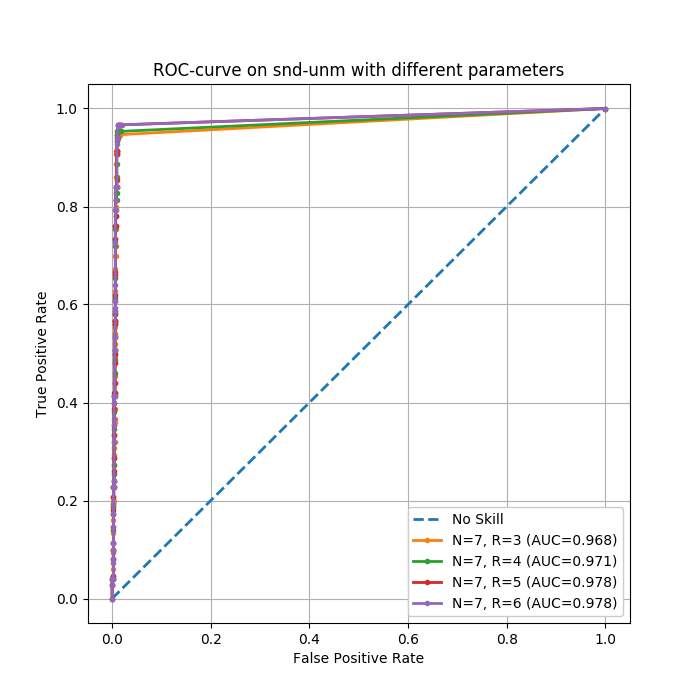 ROC-curve on snd-unm with different parameters
True Positive Rate
1.0
0.8
0.6
0.4
0.2
0.0
0.0 0.2 0.4 0.6 0.8 1.0
False Positive Rate
No Skill
N=7, R=3 (AUC=0.968)
N=7, R=4 (AUC=0.971)
N=7, R=5 (AUC=0.978)
N=7, R=6 (AUC=0.978)